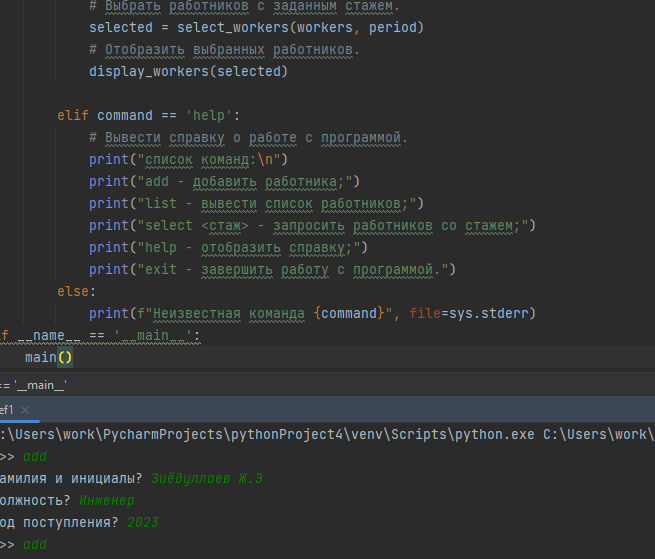 # Выбрать работников с заданным стажем.
selected = select_workers(workers, period)
# Отобразить выбранных работников.
display_workers(selected)
elif command == 'help':
# Вывести справку о работе с программой.
print("список команд:\n")
print("add - добавить работника;")
print("list - вывести список работников;")
print("select <стаж> - запросить работников со стажем;")
print("help - отобразить справку;")
print("exit - завершить работу с программой.")
else:
print(f"Неизвестная команда {command}", file=sys.stderr)
f __name__ == '__main__':
main()
== '__main__'
ef1 ×
:\Users\work\PycharmProjects\pythonProject4\venv\Scripts\python.exe C:\Users\work\
>> add
амилия и инициалы? Зиёдуллаев Ж.Э
олжность? Инженер
од поступления? 2023
>> add